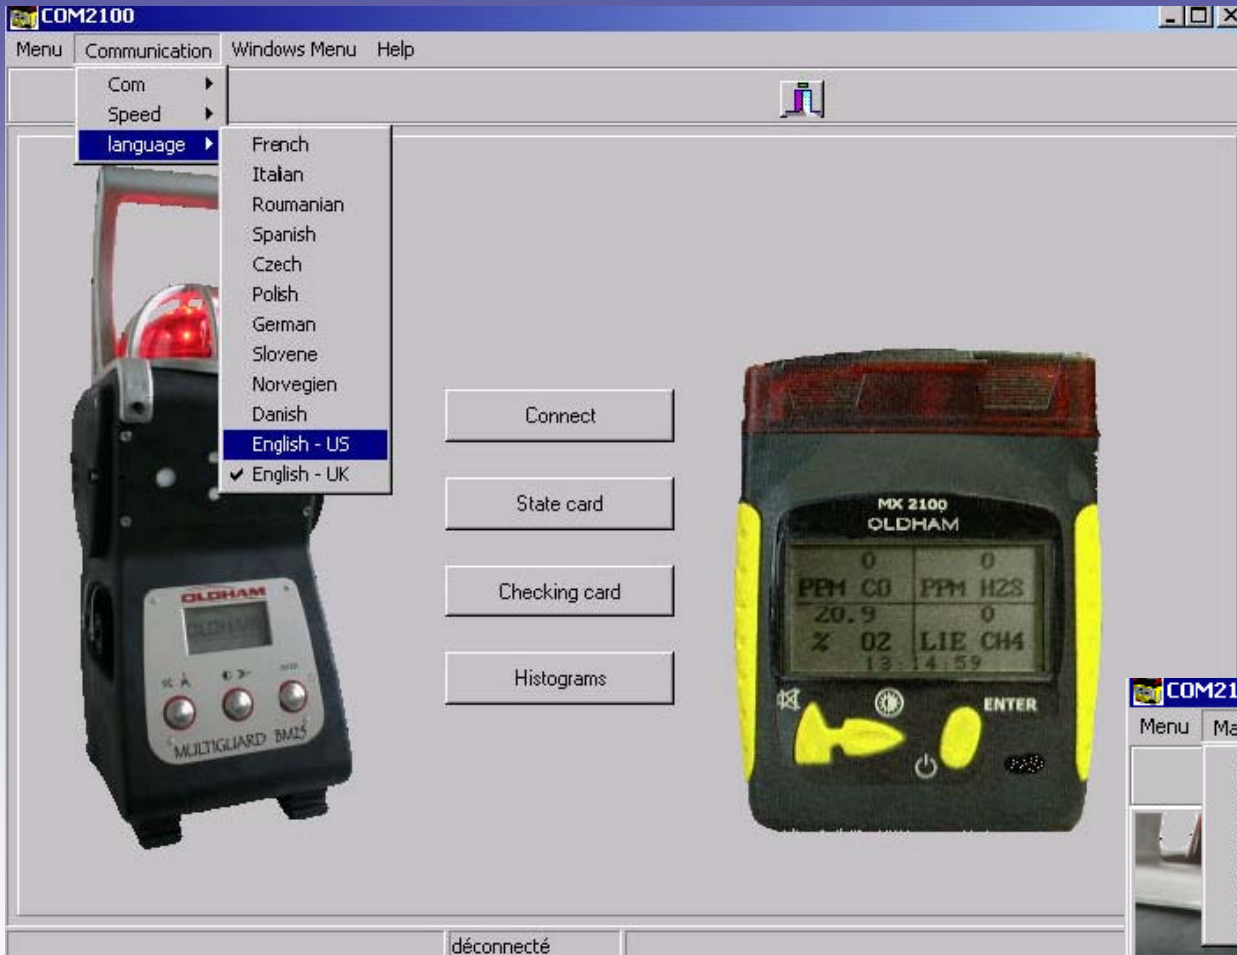 COM2100
Menu Communication Windows Menu Help
Com
Speed
language
French
Italian
Roumanian
Spanish
Czech
Polish
German
Slovene
Norvegien
Danish
English - US
English - UK
Connect
State card
Checking card
Histograms
OLDHAM
OLDHAM
MULTIGUARD BM25
MX 2100
OLDHAM
0 0
PPM CO PPM H2S
20.9 0
% O2 LIE CH4
13:14:59
ENTER
déconnecté
COM21
Menu Ma